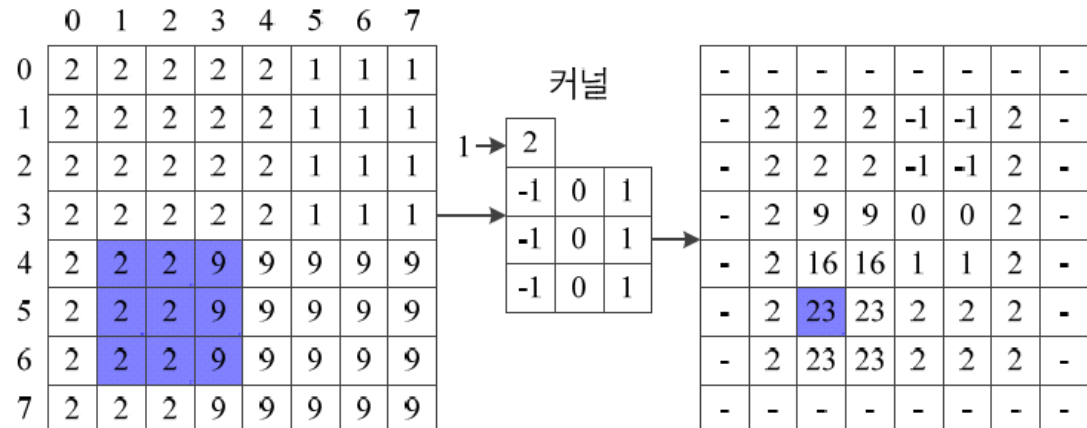 0 1 2 3 4 5 6 7
0 2 2 2 2 2 1 1 1
1 2 2 2 2 2 1 1 1
2 2 2 2 2 2 1 1 1
3 2 2 2 2 2 1 1 1
4 2 2 2 9 9 9 9 9
5 2 2 2 9 9 9 9 9
6 2 2 2 9 9 9 9 9
7 2 2 2 9 9 9 9 9
커널
1 2
-1 0 1
-1 0 1
-1 0 1
- - - - - - - -
- 2 2 2 -1 -1 2 -
- 2 2 2 -1 -1 2 -
- 2 9 9 0 0 2 -
- 2 16 16 1 1 2 -
- 2 23 23 2 2 2 -
- 2 23 23 2 2 2 -
- - - - - - - -